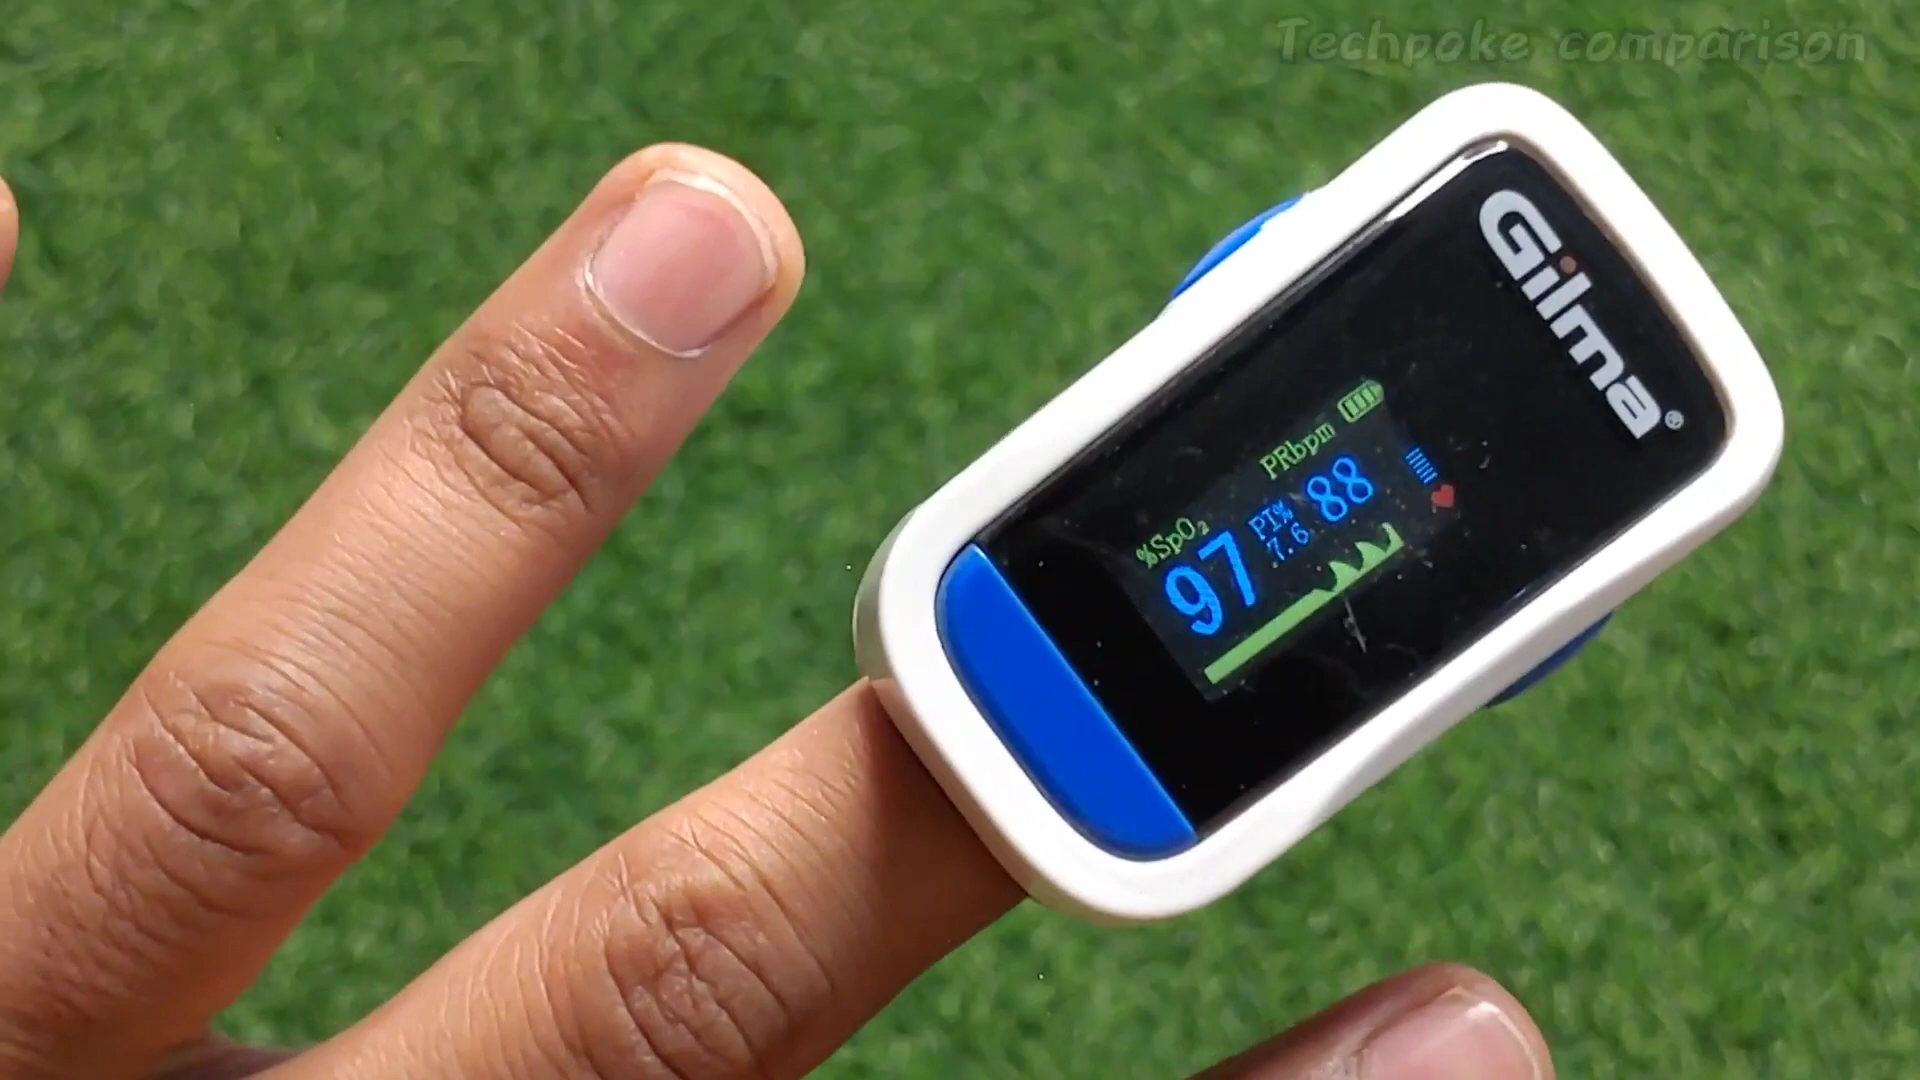 Techpoke comparison
Gilma®
%SpO₂ PRbpm
97 PI% 88
7.6